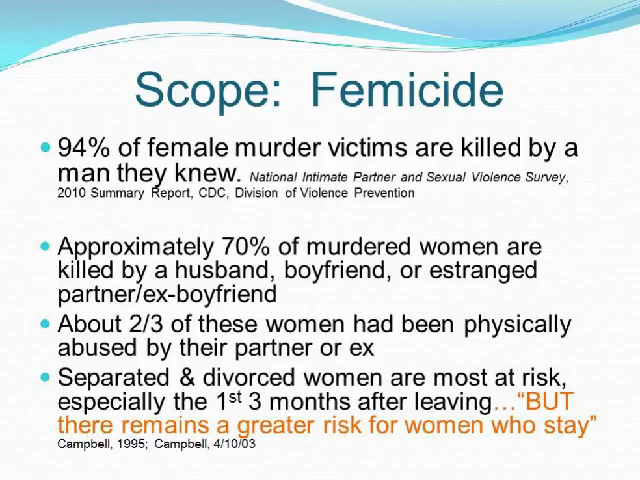 Scope: Femicide
94% of female murder victims are killed by a
man they knew. National Intimate Partner and Sexual Violence Survey,
2010 Summary Report, CDC, Division of Violence Prevention
Approximately 70% of murdered women are
killed by a husband, boyfriend, or estranged
partner/ex-boyfriend
About 2/3 of these women had been physically
abused by their partner or ex
Separated & divorced women are most at risk,
especially the 1st 3 months after leaving…“BUT
there remains a greater risk for women who stay”
Campbell, 1995; Campbell, 4/10/03